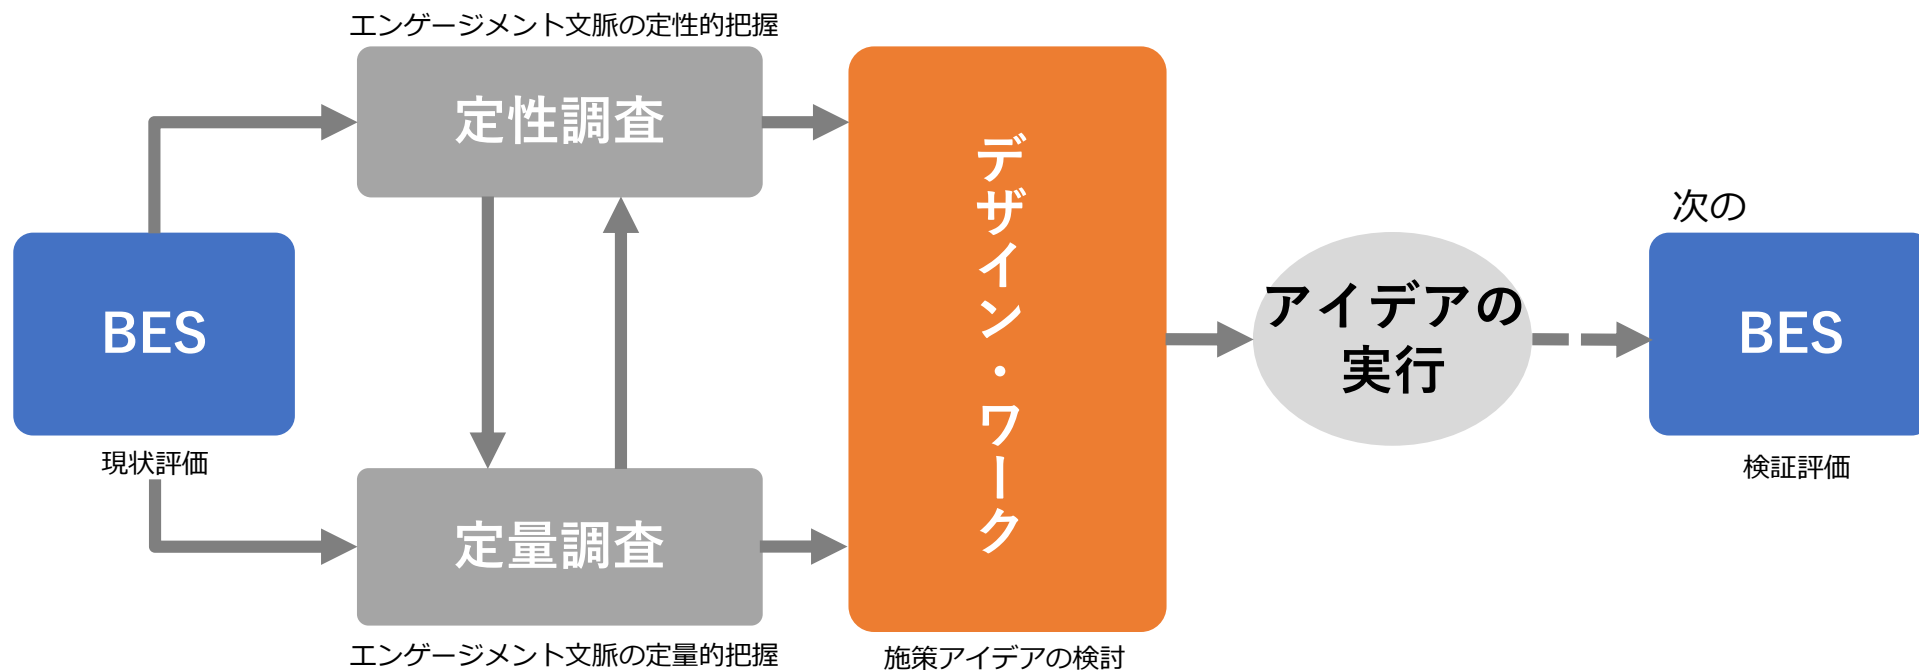 エンゲージメント文脈の定性的把握
定性調査
BES
現状評価
定量調査
エンゲージメント文脈の定量的把握
デザイン・ワーク
施策アイデアの検討
アイデアの
実行
次の
BES
検証評価